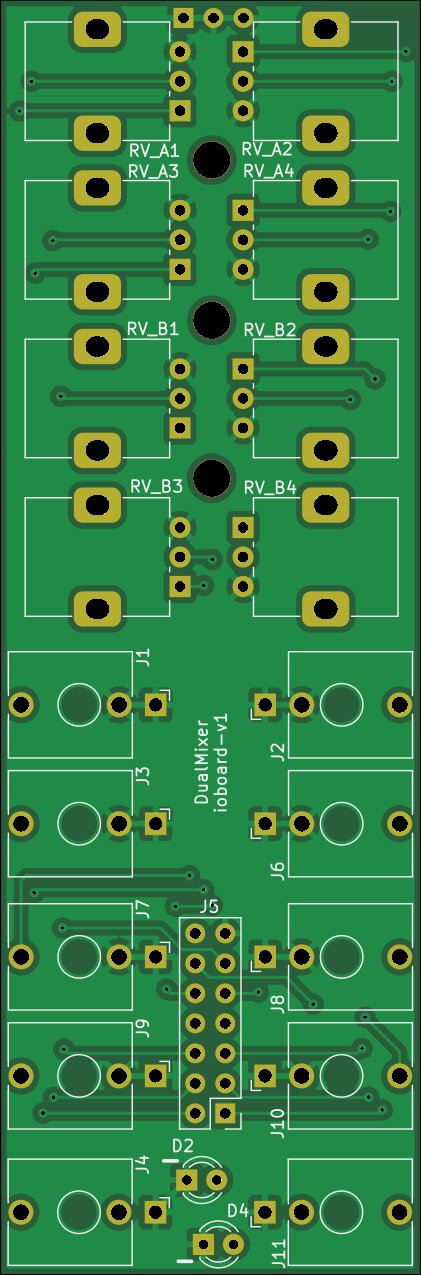 RV_A1
RV_A2
RV_A3
RV_A4
RV_B1
RV_B2
RV_B3
RV_B4
J1
J2
DualMixer
ioboard-v1
J3
J6
J7
J5
J8
J9
J10
D2
J4
D4
J11